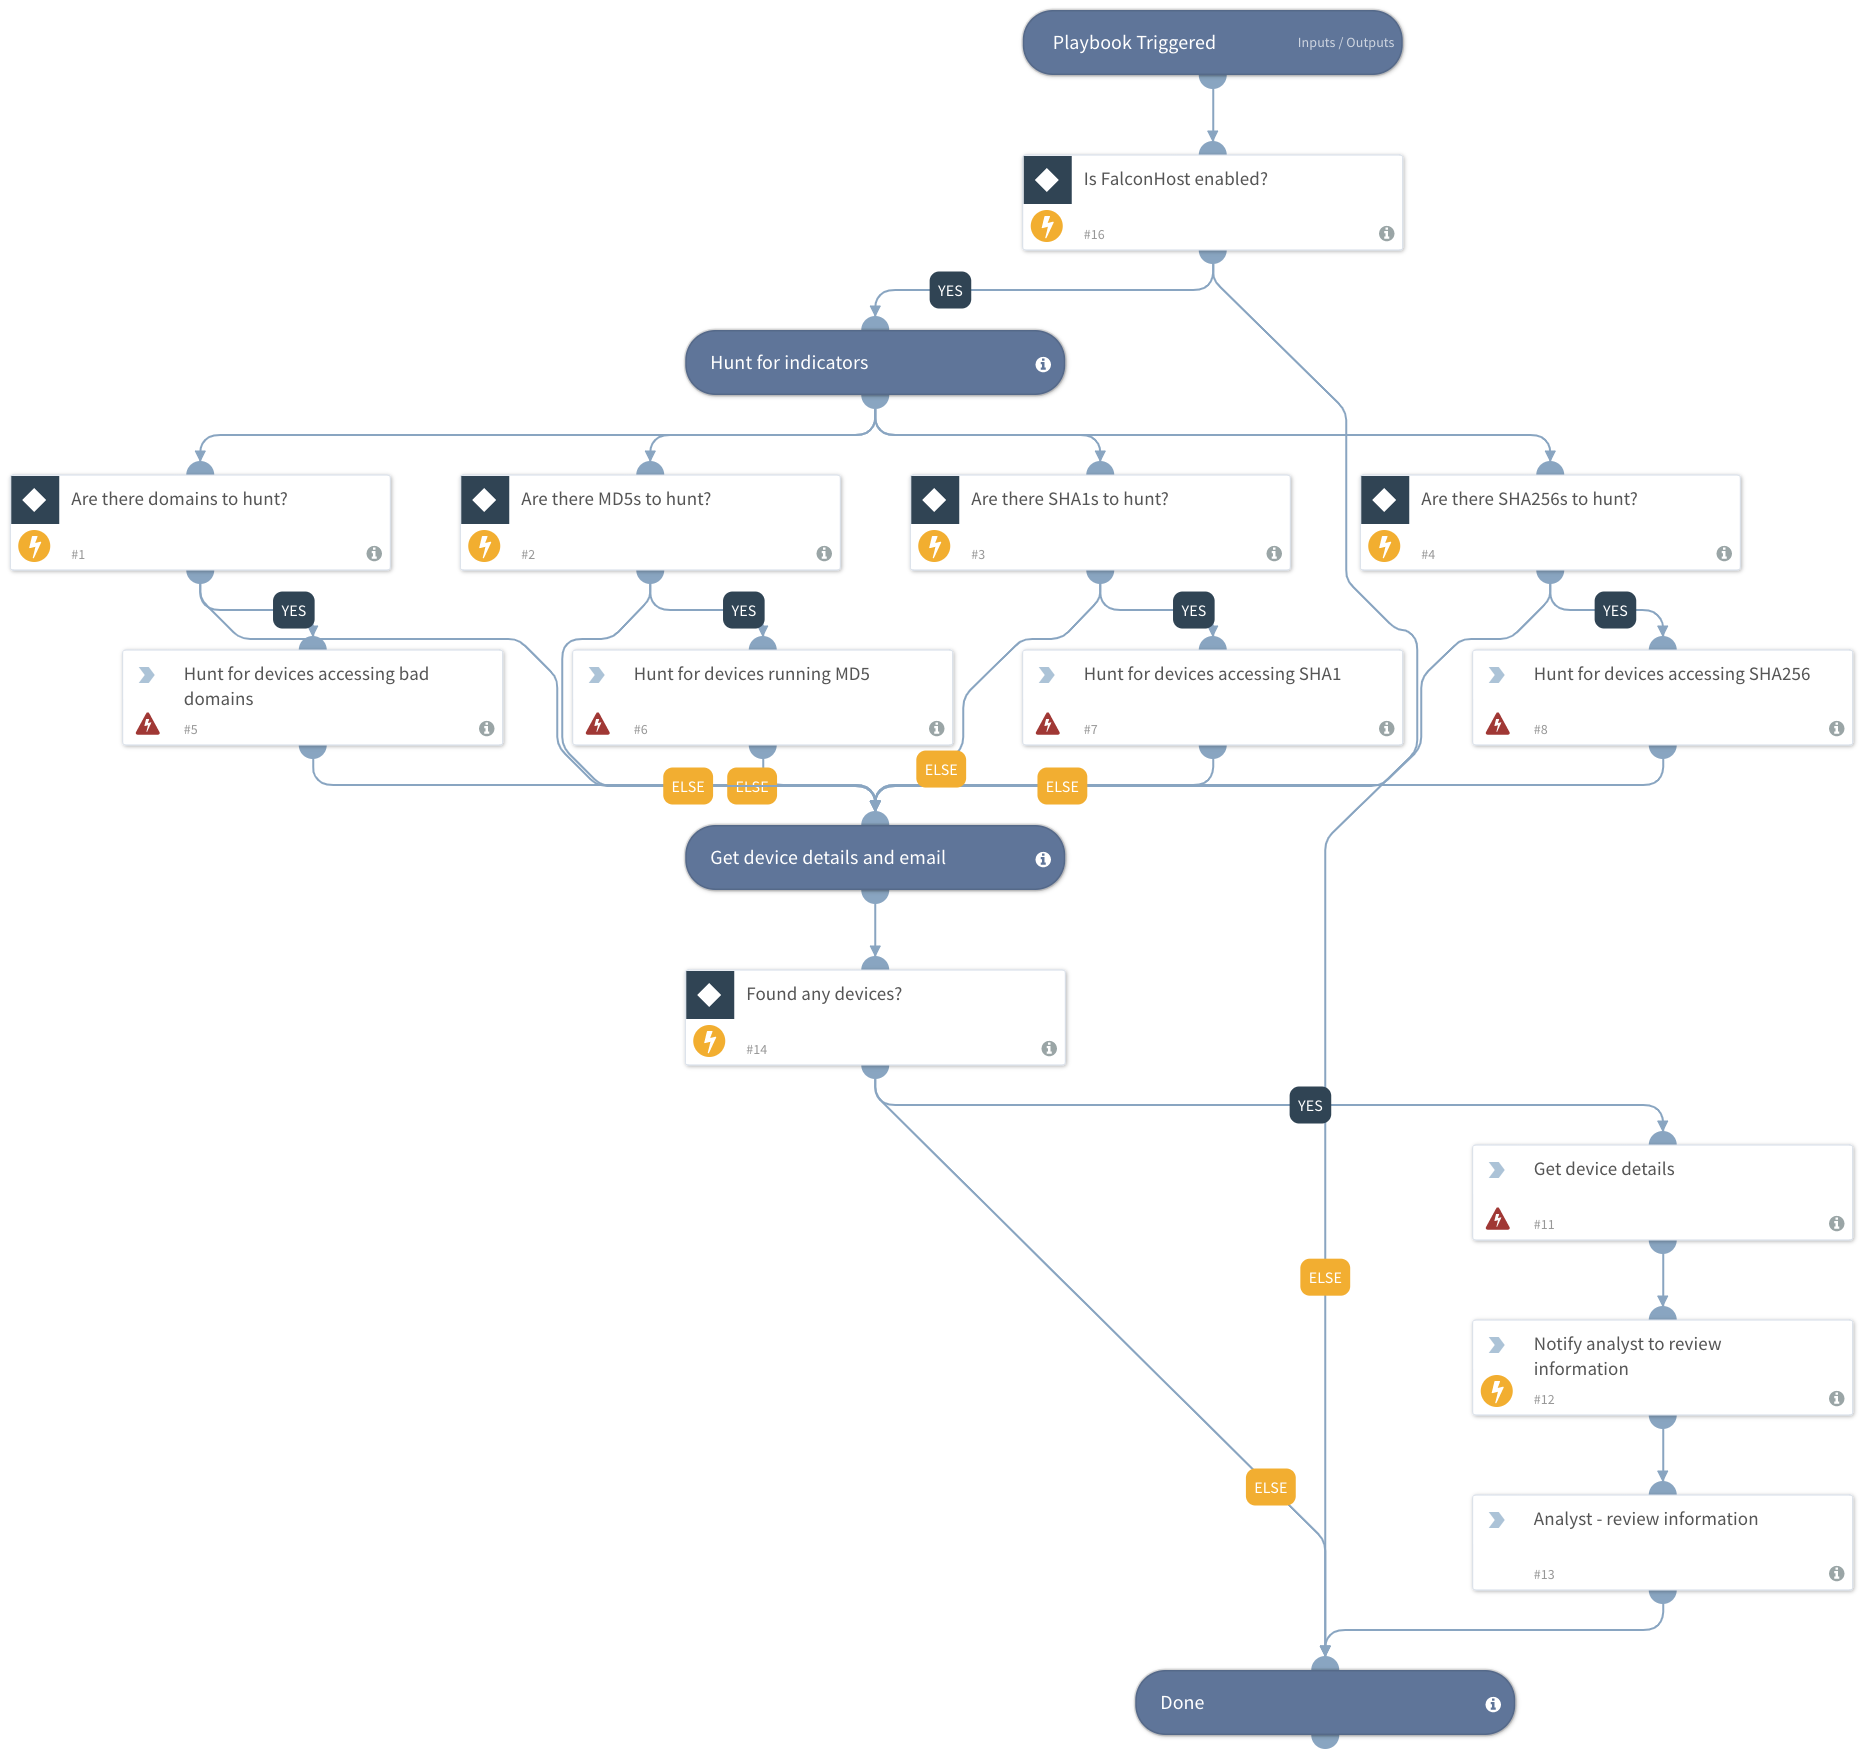 Playbook Triggered
Inputs / Outputs
Is FalconHost enabled?
#16
YES
Hunt for indicators
Are there domains to hunt?
#1
Are there MD5s to hunt?
#2
Are there SHA1s to hunt?
#3
Are there SHA256s to hunt?
#4
YES
YES
YES
YES
Hunt for devices accessing bad
domains
#5
Hunt for devices running MD5
#6
Hunt for devices accessing SHA1
#7
Hunt for devices accessing SHA256
#8
ELSE
ELSE
ELSE
ELSE
Get device details and email
Found any devices?
#14
YES
Get device details
#11
ELSE
Notify analyst to review
information
#12
ELSE
Analyst - review information
#13
Done